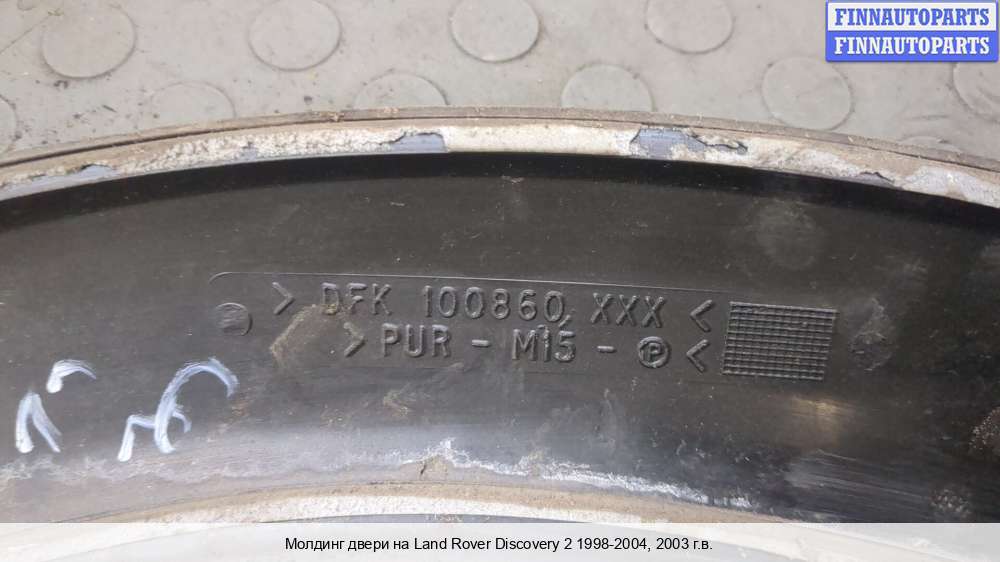 FINNAUTOPARTS
FINNAUTOPARTS
> DFK 100860 XXX <
> PUR - M15 - Ⓟ <
Молдинг двери на Land Rover Discovery 2 1998-2004, 2003 г.в.